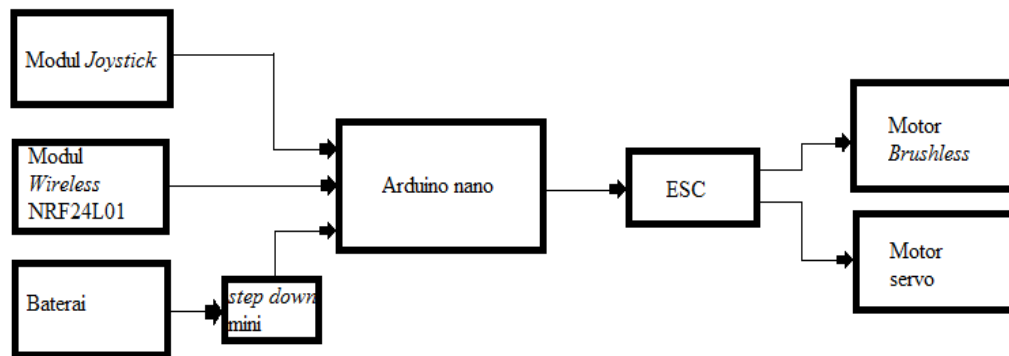 Modul Joystick
Modul
Wireless
NRF24L01
Baterai
step down
mini
Arduino nano
ESC
Motor
Brushless
Motor
servo